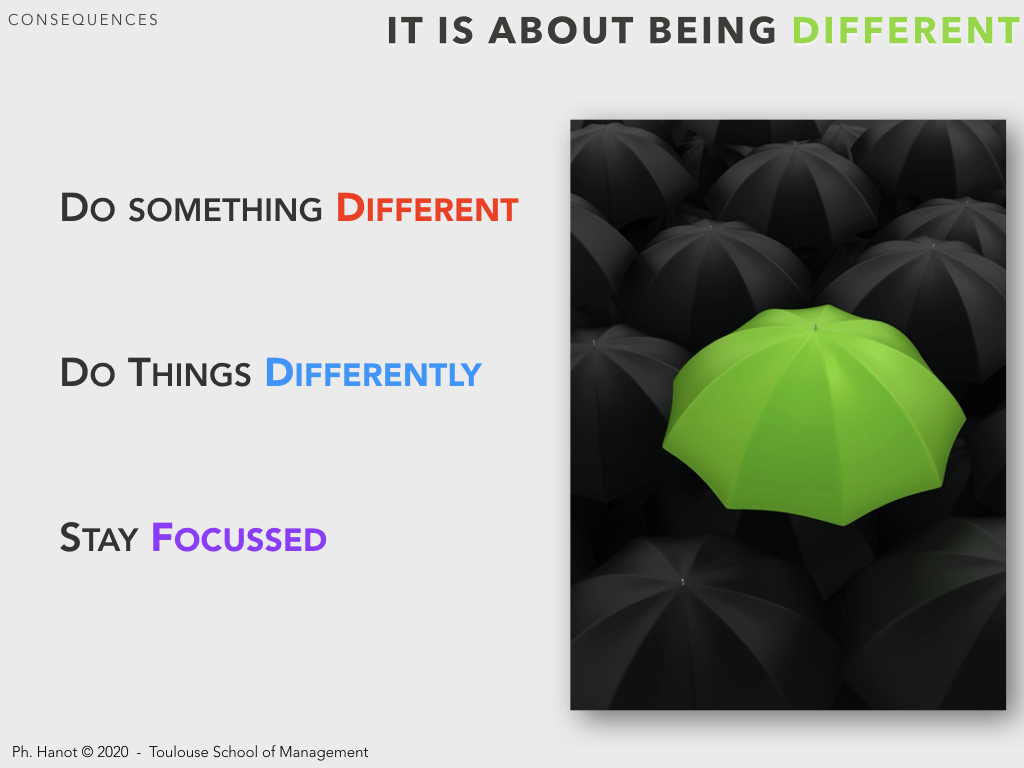 CONSEQUENCES
IT IS ABOUT BEING DIFFERENT
DO SOMETHING DIFFERENT
DO THINGS DIFFERENTLY
STAY FOCUSSED
Ph. Hanot © 2020 - Toulouse School of Management